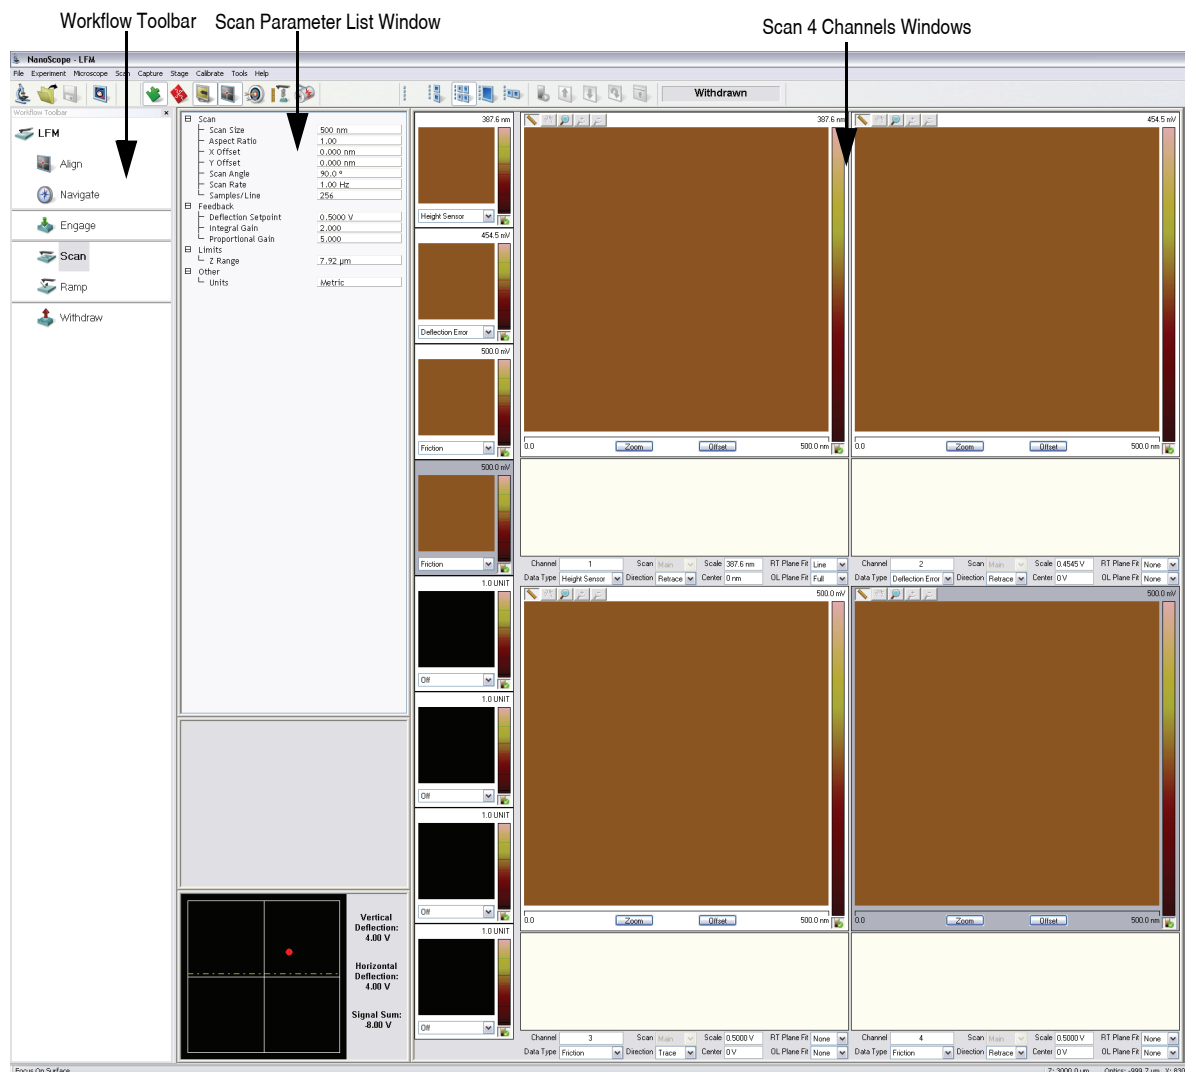 Workflow Toolbar
Scan Parameter List Window
Scan 4 Channels Windows
NanoScope - LFM
File Experiment Microscope Scan Capture Stage Calibrate Tools Help
Withdrawn
Workflow Toolbar
LFM
Align
Navigate
Engage
Scan
Ramp
Withdraw
Scan
Scan Size 500 nm
Aspect Ratio 1.00
X Offset 0.000 nm
Y Offset 0.000 nm
Scan Angle 90.0 °
Scan Rate 1.00 Hz
Samples/Line 256
Feedback
Deflection Setpoint 0.5000 V
Integral Gain 2.000
Proportional Gain 5.000
Limits
Z Range 7.92 µm
Other
Units Metric
Vertical
Deflection:
4.00 V
Horizontal
Deflection:
4.00 V
Signal Sum:
-8.00 V
387.6 nm
Height Sensor
454.5 mV
Deflection Error
500.0 mV
Friction
500.0 mV
Friction
1.0 UNIT
Off
1.0 UNIT
Off
1.0 UNIT
Off
1.0 UNIT
Off
387.6 nm
0.0 Zoom Offset 500.0 nm
Channel 1 Scan Main Scale 387.6 nm RT Plane Fit Line
Data Type Height Sensor Direction Retrace Center 0 nm OL Plane Fit Full
454.5 mV
0.0 Zoom Offset 500.0 nm
Channel 2 Scan Main Scale 0.4545 V RT Plane Fit None
Data Type Deflection Error Direction Retrace Center 0 V OL Plane Fit None
500.0 mV
0.0 Zoom Offset 500.0 nm
Channel 3 Scan Main Scale 0.5000 V RT Plane Fit None
Data Type Friction Direction Trace Center 0 V OL Plane Fit None
500.0 mV
0.0 Zoom Offset 500.0 nm
Channel 4 Scan Main Scale 0.5000 V RT Plane Fit None
Data Type Friction Direction Retrace Center 0 V OL Plane Fit None
Focus On Surface
Z: 3000.0 um Optics: -999.7 um X: 830